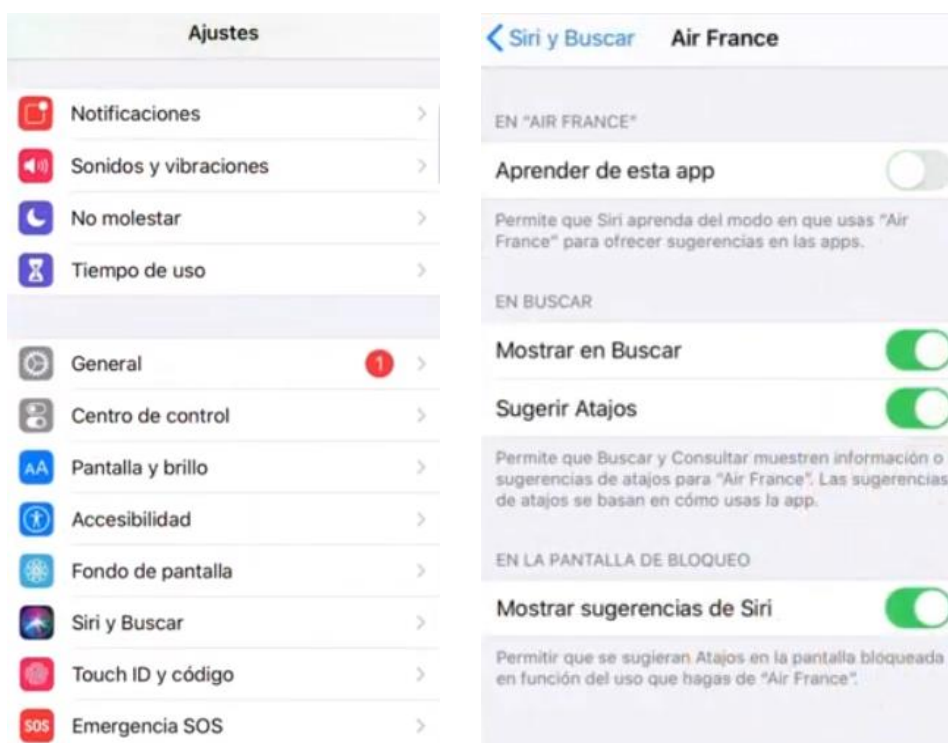 Ajustes
Notificaciones
Sonidos y vibraciones
No molestar
Tiempo de uso
General
1
Centro de control
AA
Pantalla y brillo
Accesibilidad
Fondo de pantalla
Siri y Buscar
Touch ID y código
SOS
Emergencia SOS
Siri y Buscar
Air France
EN "AIR FRANCE"
Aprender de esta app
Permite que Siri aprenda del modo en que usas "Air
France" para ofrecer sugerencias en las apps.
EN BUSCAR
Mostrar en Buscar
Sugerir Atajos
Permite que Buscar y Consultar muestren información o
sugerencias de atajos para "Air France". Las sugerencias
de atajos se basan en cómo usas la app.
EN LA PANTALLA DE BLOQUEO
Mostrar sugerencias de Siri
Permitir que se sugieran Atajos en la pantalla bloqueada
en función del uso que hagas de "Air France".